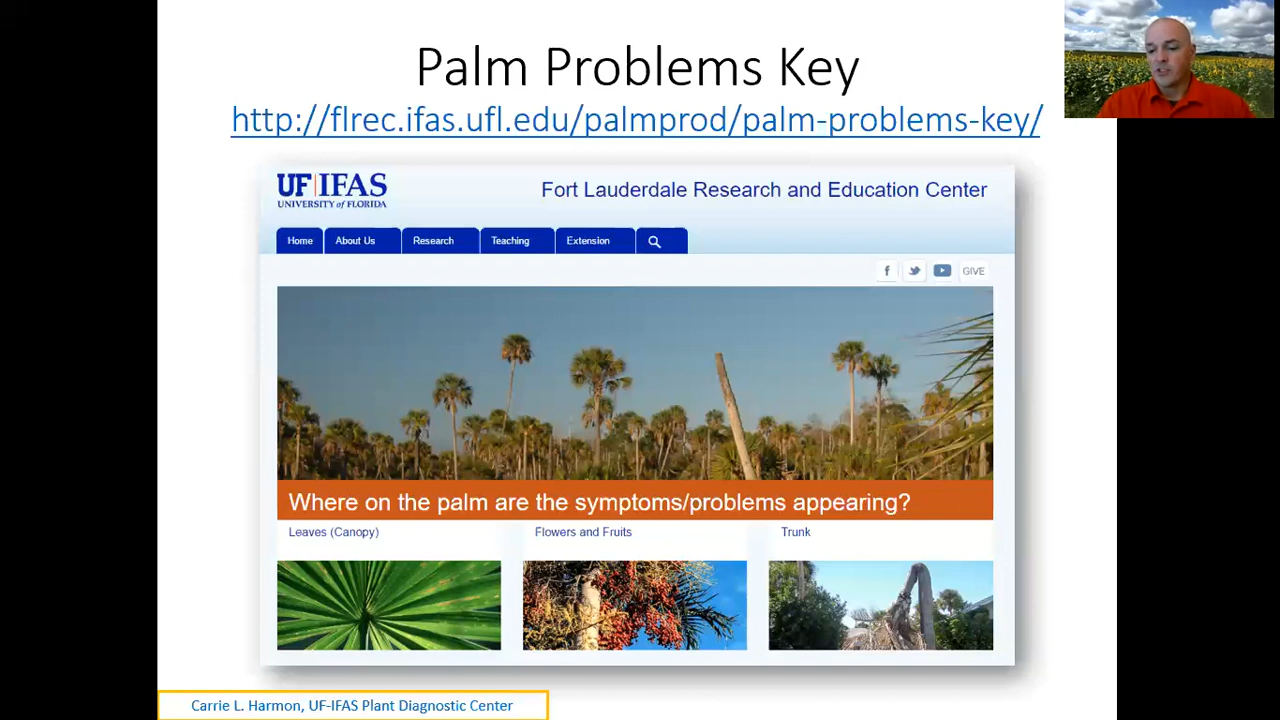 Palm Problems Key
http://flrec.ifas.ufl.edu/palmprod/palm-problems-key/
UF IFAS
UNIVERSITY of FLORIDA
Fort Lauderdale Research and Education Center
Home
About Us
Research
Teaching
Extension
f
GIVE
Where on the palm are the symptoms/problems appearing?
Leaves (Canopy)
Flowers and Fruits
Trunk
Carrie L. Harmon, UF-IFAS Plant Diagnostic Center